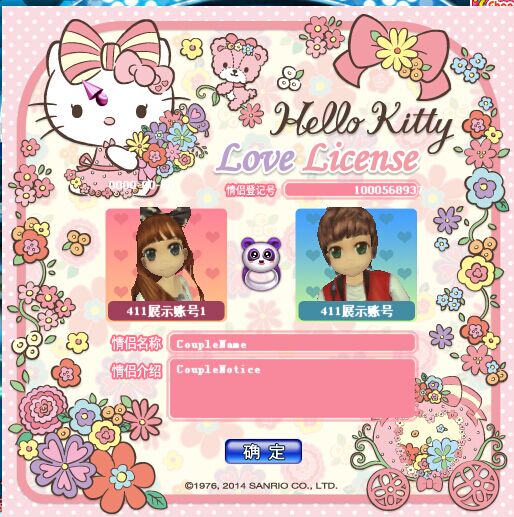 Hello Kitty
Love License
情侣登记号 1000568937
411展示账号1
411展示账号
情侣名称 CoupleName
情侣介绍 CoupleNotice
确 定
©1976, 2014 SANRIO CO., LTD.